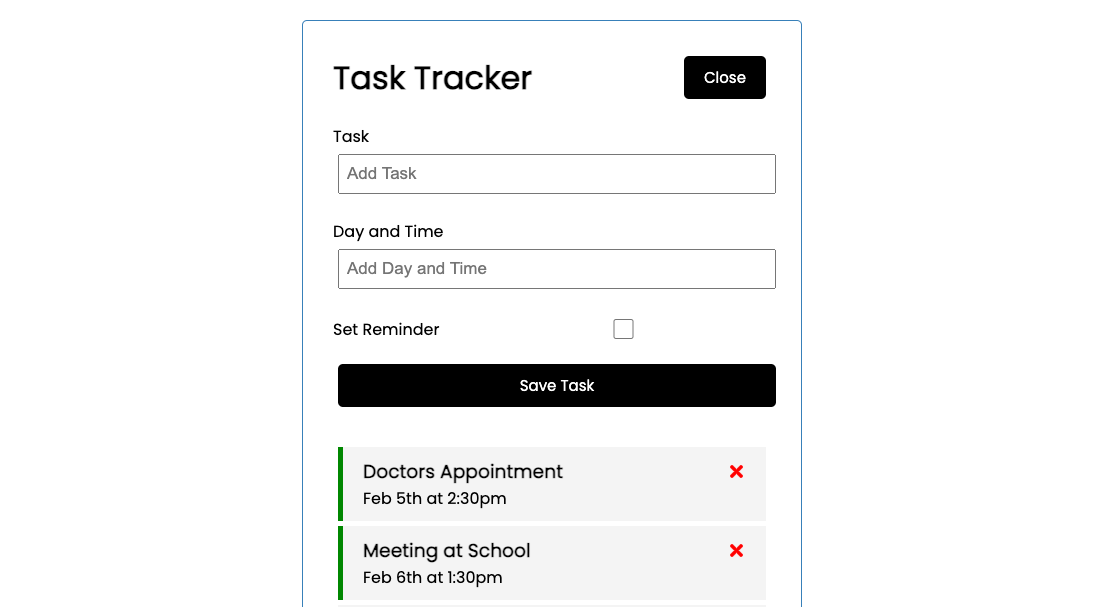 Task Tracker
Close
Task
Add Task
Day and Time
Add Day and Time
Set Reminder
Save Task
Doctors Appointment
Feb 5th at 2:30pm
Meeting at School
Feb 6th at 1:30pm